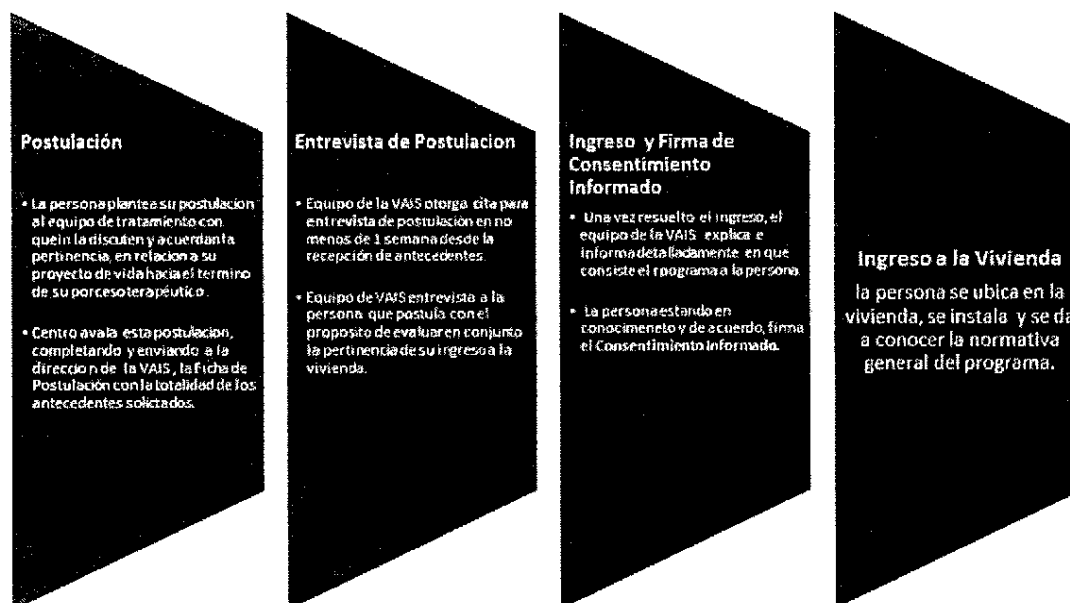 Postulación
• La persona plantea su postulacion
al equipo de tratamiento con
quein la discuten y acuerdan la
pertinencia, en relacion a su
proyecto de vida hacia el termino
de su porceso terapéutico.
• Centro avala esta postulacion,
completando y enviando a la
direccion de la VAIS, la Ficha de
Postulación con la totalidad de los
antecedentes solictados.
Entrevista de Postulacion
• Equipo de la VAIS otorga cita para
entrevista de postulación en no
menos de 1 semana desde la
recepción de antecedentes.
• Equipo de VAIS entrevista a la
persona que postula con el
proposito de evaluar en conjunto
la pertinencia de su ingreso a la
vivienda.
Ingreso y Firma de
Consentimiento
Informado
• Una vez resuelto el ingreso, el
equipo de la VAIS explica e
informa detalladamente en qué
consiste el rpograma a la persona.
• La persona estando en
conocimeneto y de acuerdo, firma
el Consentimiento Informado.
Ingreso a la Vivienda
la persona se ubica en la
vivienda, se instala y se da
a conocer la normativa
general del programa.